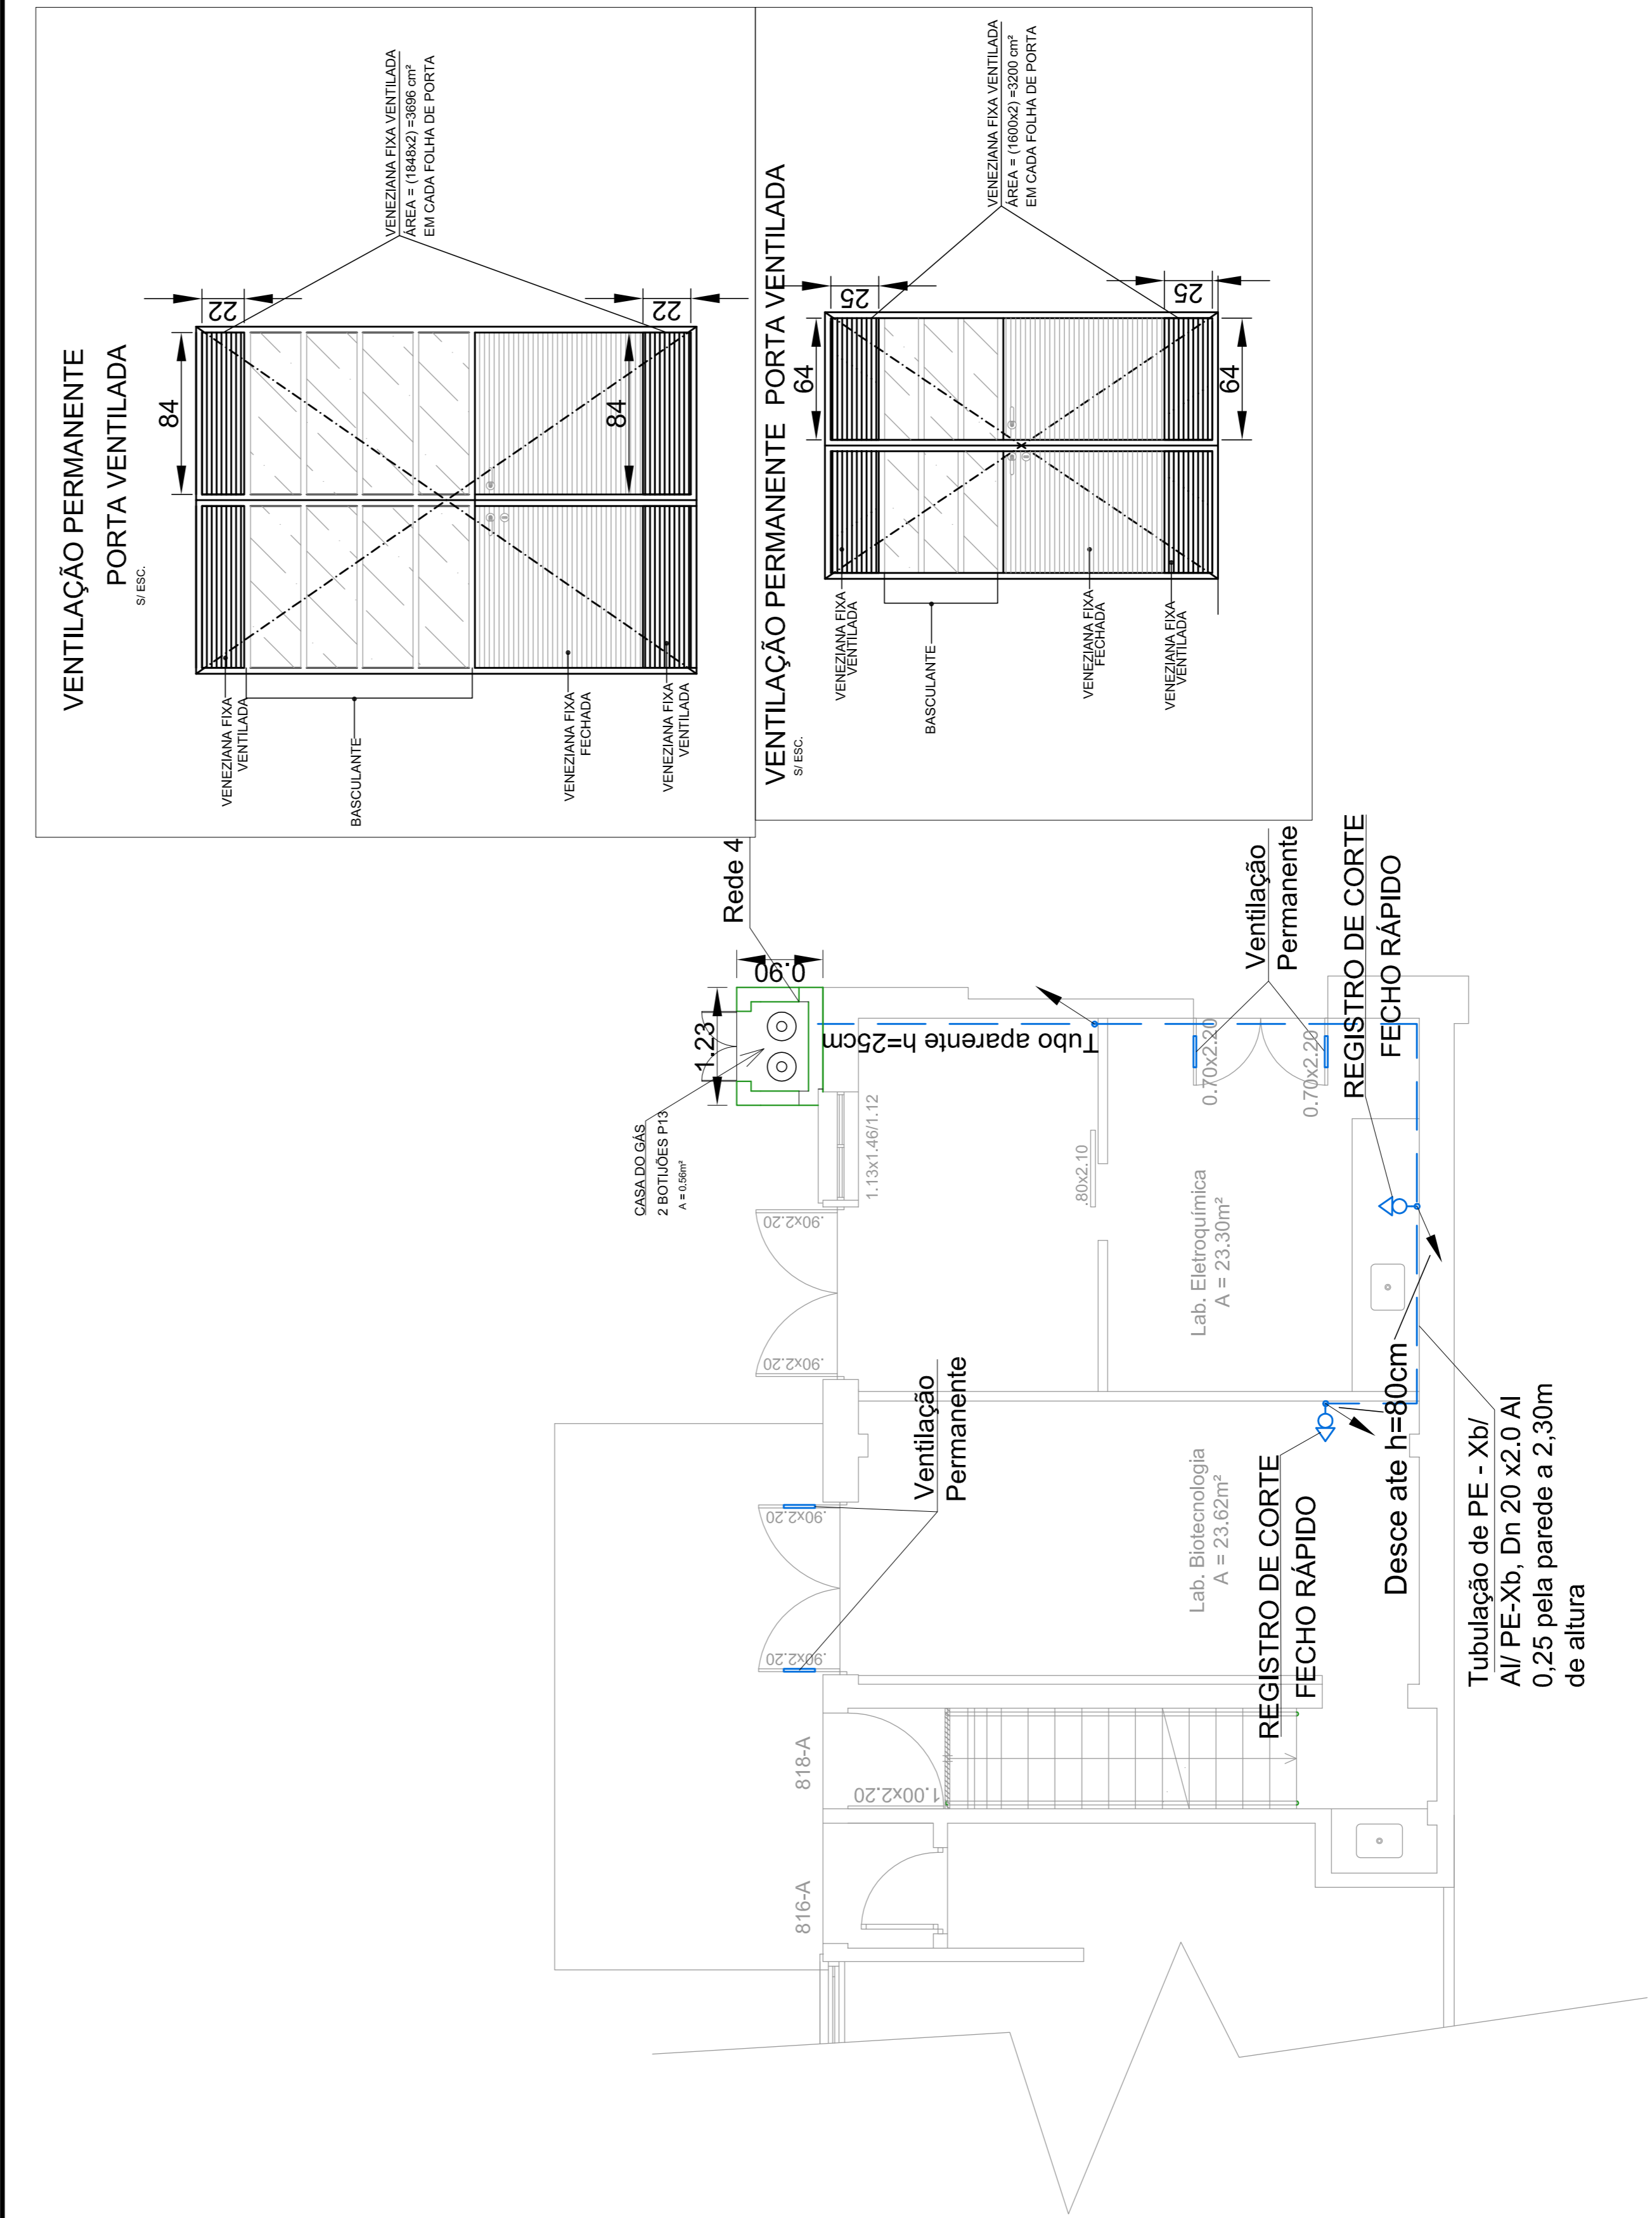 VENTILAÇÃO PERMANENTE
PORTA VENTILADA
S/ ESC.
84
84
22
22
VENEZIANA FIXA VENTILADA
ÁREA = (1848x2) =3696 cm²
EM CADA FOLHA DE PORTA
VENEZIANA FIXA
VENTILADA
BASCULANTE
VENEZIANA FIXA
FECHADA
VENEZIANA FIXA
VENTILADA
VENTILAÇÃO PERMANENTE PORTA VENTILADA
S/ ESC.
64
64
25
25
VENEZIANA FIXA VENTILADA
ÁREA = (1600x2) =3200 cm²
EM CADA FOLHA DE PORTA
VENEZIANA FIXA
VENTILADA
BASCULANTE
VENEZIANA FIXA
FECHADA
VENEZIANA FIXA
VENTILADA
Rede 4
0.90
1.23
CASA DO GÁS
2 BOTIJÕES P13
A = 0,56m²
Tubo aparente h=25cm
1.13x1.46/1.12
.80x2.10
.90x2.20
.90x2.20
.90x2.20
.90x2.20
0.70x2.20
0.70x2.20
Ventilação
Permanente
REGISTRO DE CORTE
FECHO RÁPIDO
Lab. Eletroquímica
A = 23.30m²
Ventilação
Permanente
Lab. Biotecnologia
A = 23.62m²
REGISTRO DE CORTE
FECHO RÁPIDO
Desce ate h=80cm
Tubulação de PE - Xb/
Al/ PE-Xb, Dn 20 x2.0 Al
0,25 pela parede a 2,30m
de altura
818-A
1.00x2.20
816-A